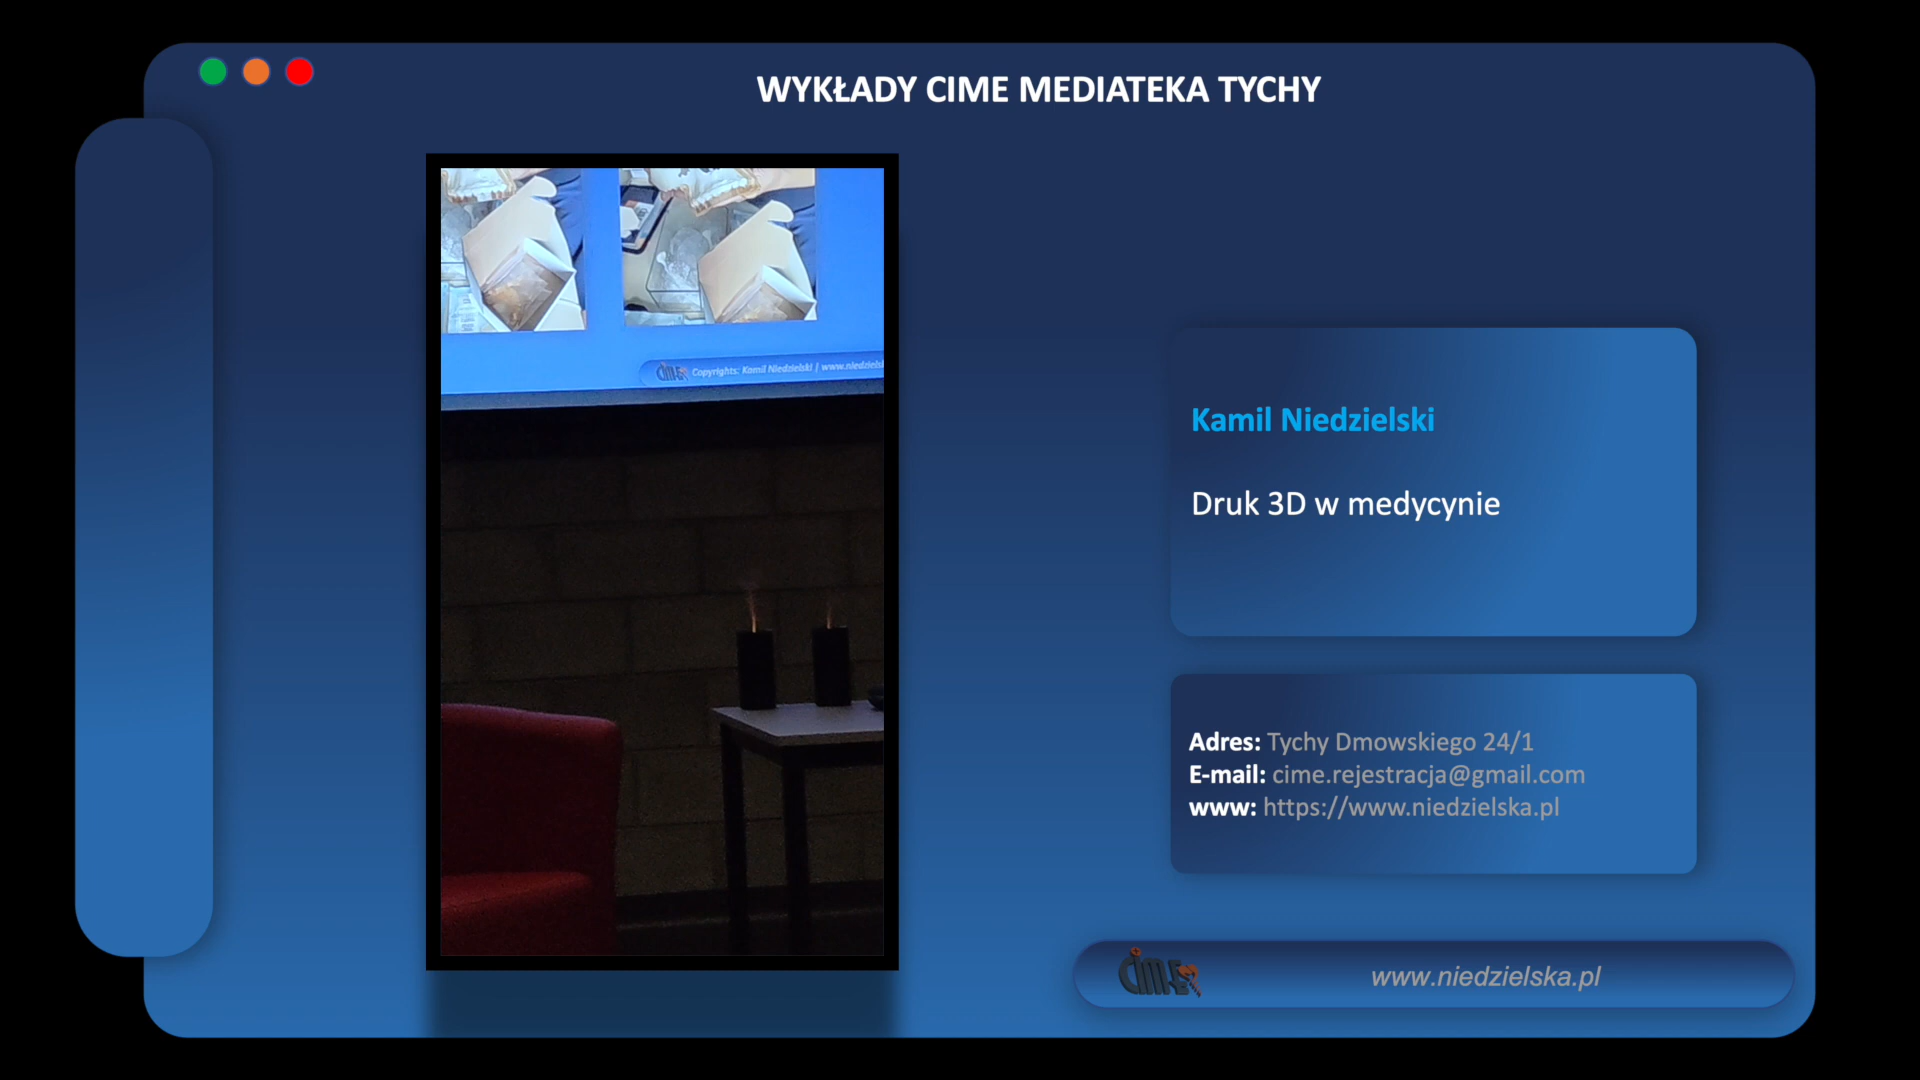 WYKŁADY CIME MEDIATEKA TYCHY
Copyrights: Kamil Niedzielski | www.niedziels
Kamil Niedzielski
Druk 3D w medycynie
Adres: Tychy Dmowskiego 24/1
E-mail: cime.rejestracja@gmail.com
www: https://www.niedzielska.pl
www.niedzielska.pl